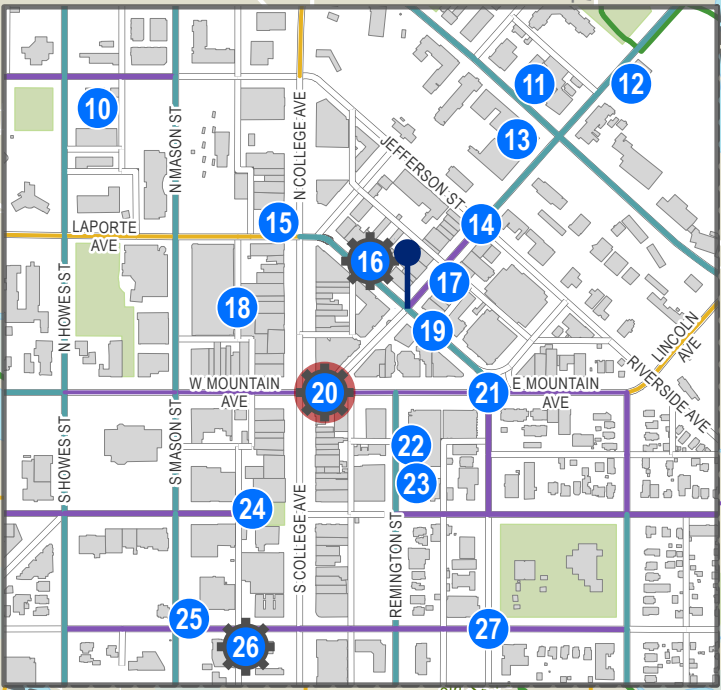 11
12
10
N MASON ST
N COLLEGE AVE
13
JEFFERSON ST
15
14
LAPORTE
AVE
16
17
N HOWES ST
18
19
LINCOLN
AVE
RIVERSIDE AVE
W MOUNTAIN
AVE
20
21
E MOUNTAIN
AVE
S HOWES ST
S MASON ST
22
23
24
S COLLEGE AVE
REMINGTON ST
25
26
27